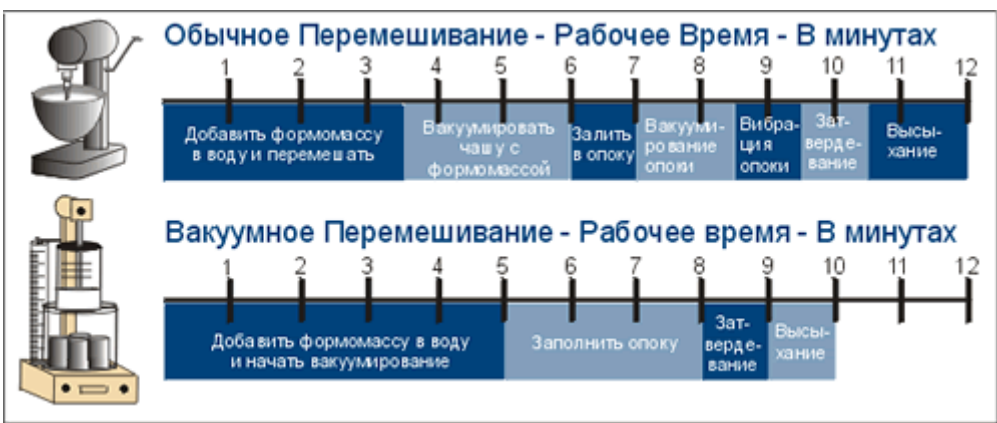 Обычное Перемешивание - Рабочее Время - В минутах
1 2 3 4 5 6 7 8 9 10 11 12
Добавить формомассу
в воду и перемешать
Вакуумировать
чашу с
формомассой
Залить
в опоку
Вакууми-
рование
опоки
Вибра-
ция
опоки
Зат-
верде-
вание
Высы-
хание
Вакуумное Перемешивание - Рабочее время - В минутах
1 2 3 4 5 6 7 8 9 10 11 12
Добавить формомассу в воду
и начать вакуумирование
Заполнить опоку
Зат-
верде-
вание
Высы-
хание